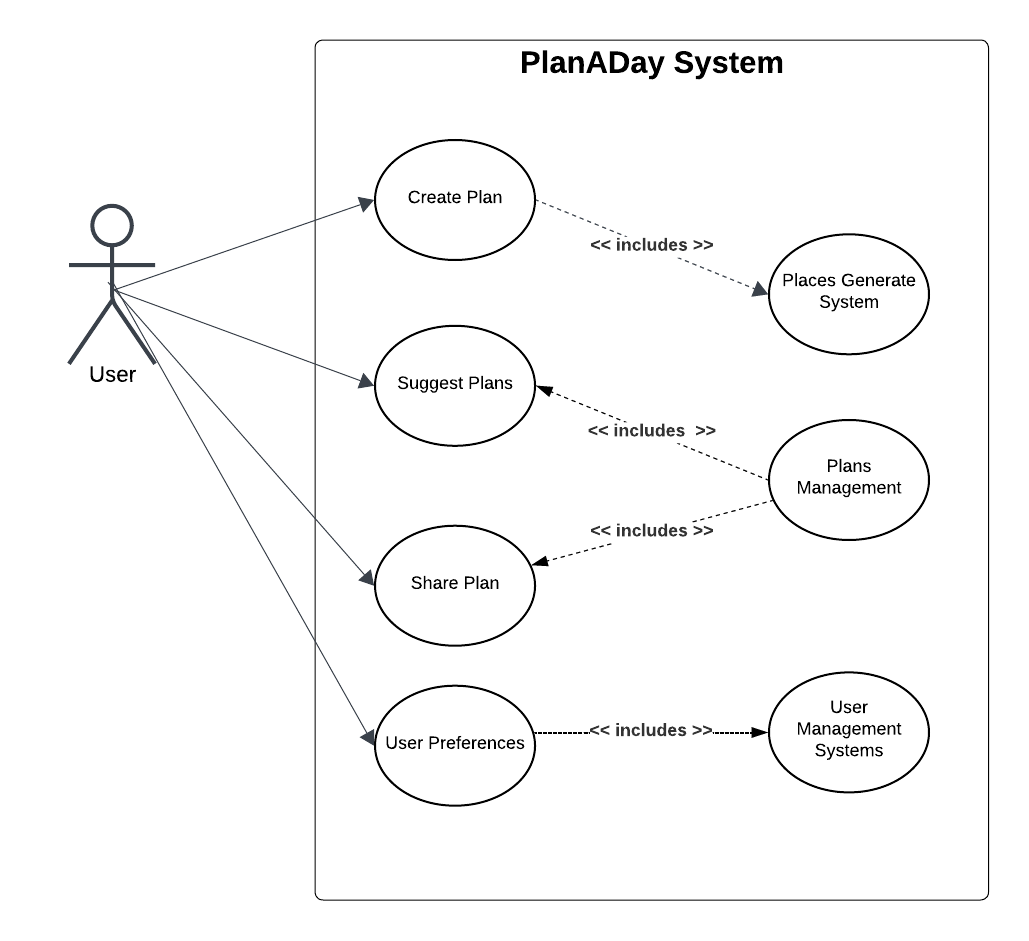 PlanADay System
Create Plan
<< includes >>
Places Generate
System
User
Suggest Plans
<< includes  >>
Plans
Management
<< includes >>
Share Plan
User Preferences
<< includes >>
User
Management
Systems